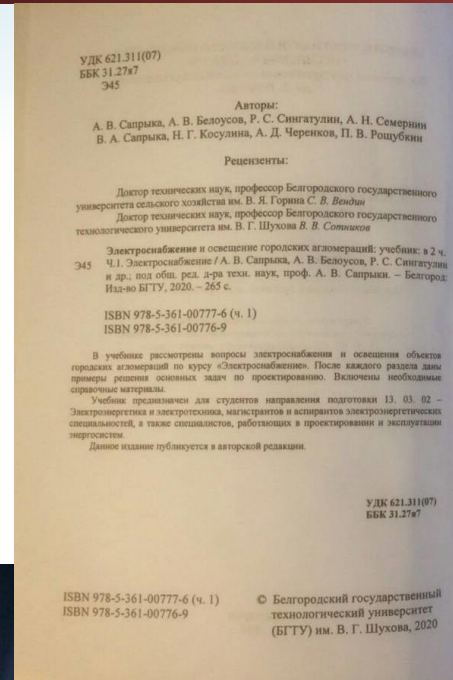 УДК 621.311(07)
ББК 31.27я7
Э45
Авторы:
А. В. Сапрыка, А. В. Белоусов, Р. С. Сингатулин, А. Н. Семернин
В. А. Сапрыка, Н. Г. Косулина, А. Д. Черенков, П. В. Рощубкин
Рецензенты:
Доктор технических наук, профессор Белгородского государственного
университета сельского хозяйства им. В. Я. Горина С. В. Вендин
Доктор технических наук, профессор Белгородского государственного
технологического университета им. В. Г. Шухова В. В. Сотников
Электроснабжение и освещение городских агломераций: учебник: в 2 ч.
Э45 Ч.1. Электроснабжение / А. В. Сапрыка, А. В. Белоусов, Р. С. Сингатулин
и др.; под общ. ред. д-ра техн. наук, проф. А. В. Сапрыки. – Белгород:
Изд-во БГТУ, 2020. – 265 с.
ISBN 978-5-361-00777-6 (ч. 1)
ISBN 978-5-361-00776-9
В учебнике рассмотрены вопросы электроснабжения и освещения объектов
городских агломераций по курсу «Электроснабжение». После каждого раздела даны
примеры решения основных задач по проектированию. Включены необходимые
справочные материалы.
Учебник предназначен для студентов направления подготовки 13. 03. 02 –
Электроэнергетика и электротехника, магистрантов и аспирантов электроэнергетических
специальностей, а также специалистов, работающих в проектировании и эксплуатации
энергосистем.
Данное издание публикуется в авторской редакции.
УДК 621.311(07)
ББК 31.27я7
ISBN 978-5-361-00777-6 (ч. 1)
ISBN 978-5-361-00776-9
© Белгородский государственный
технологический университет
(БГТУ) им. В. Г. Шухова, 2020